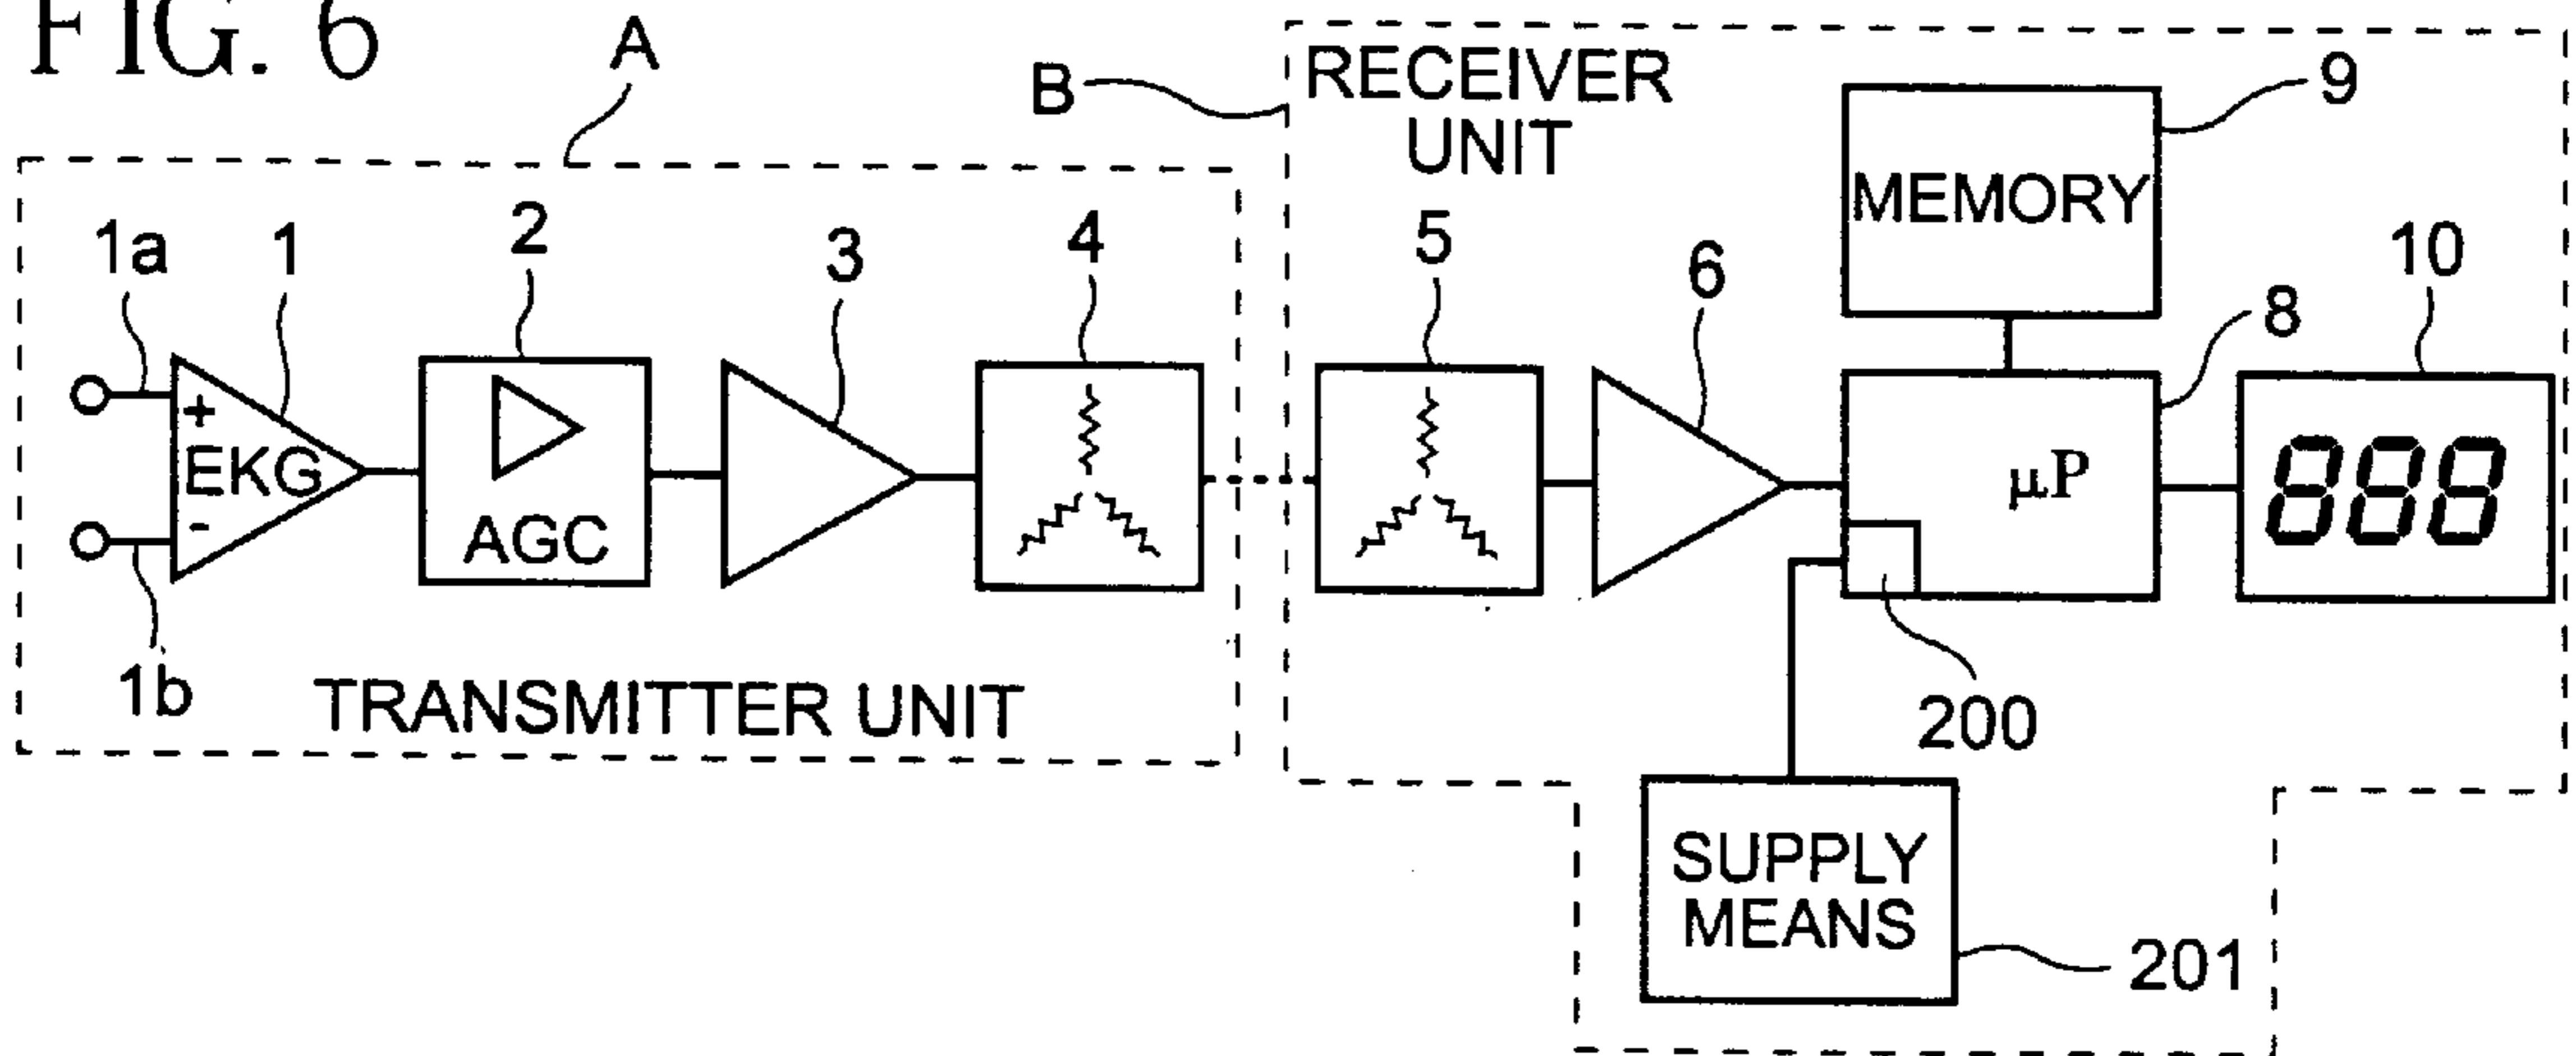 FIG. 6
A
B
RECEIVER
UNIT
9
MEMORY
1a
1
2
3
4
5
6
10
8
+
EKG
-
AGC
µP
888
1b
TRANSMITTER UNIT
200
SUPPLY
MEANS
201